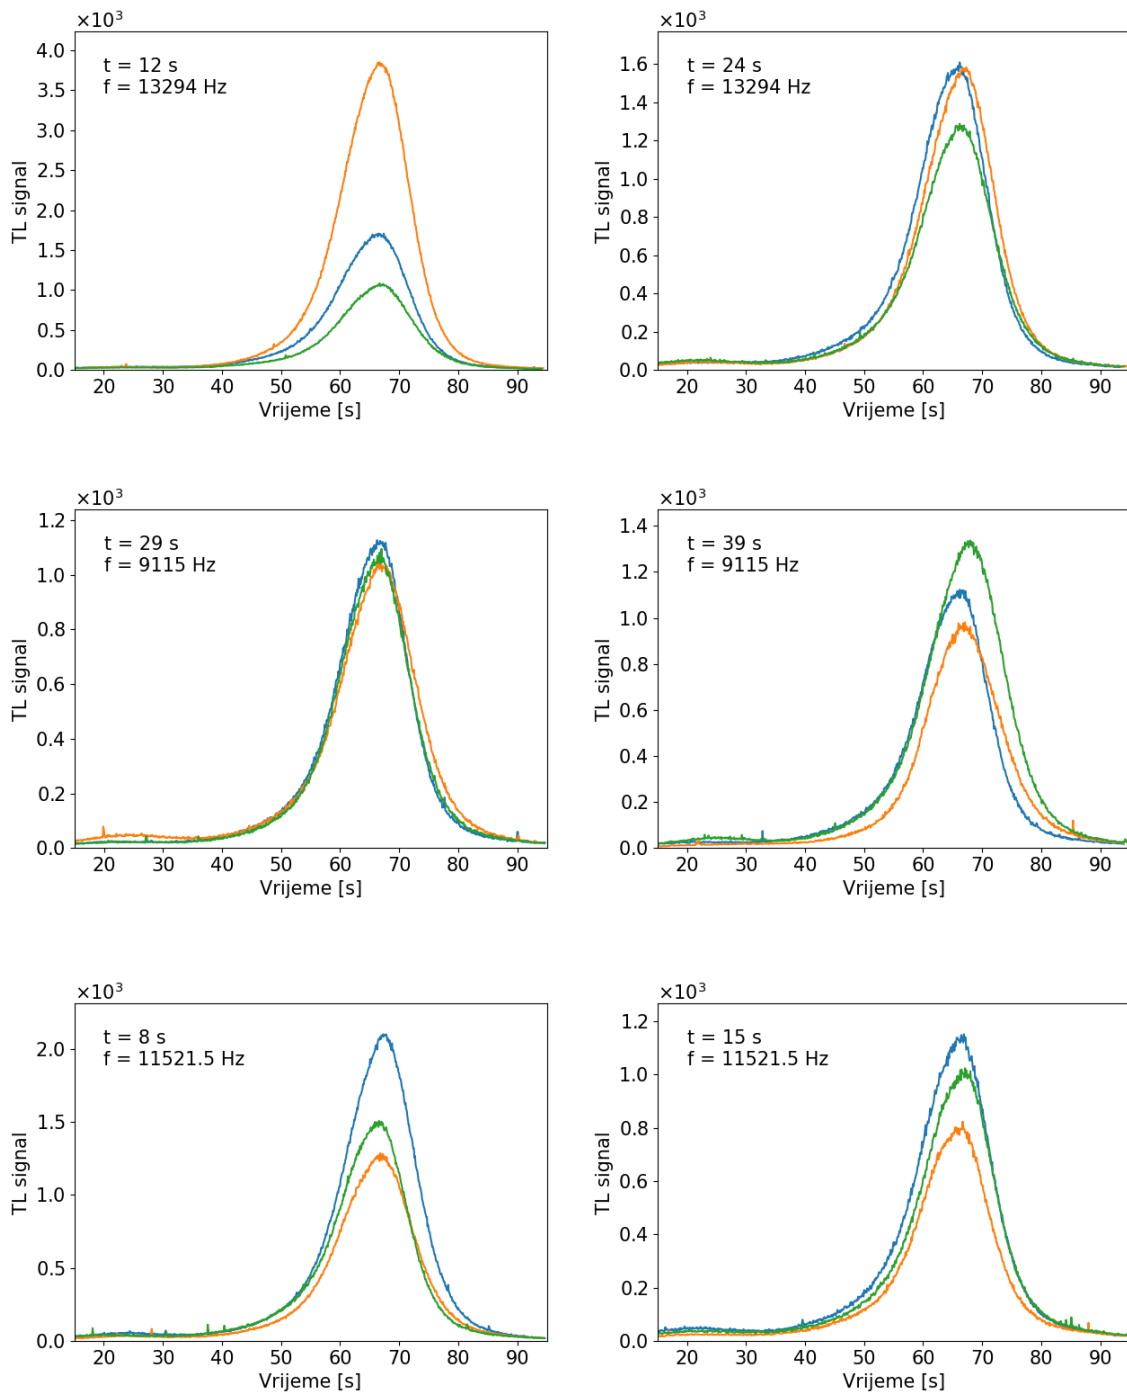 ×10³
t = 12 s
f = 13294 Hz
TL signal
4.0
3.5
3.0
2.5
2.0
1.5
1.0
0.5
0.0
20 30 40 50 60 70 80 90
Vrijeme [s]
×10³
t = 24 s
f = 13294 Hz
TL signal
1.6
1.4
1.2
1.0
0.8
0.6
0.4
0.2
0.0
20 30 40 50 60 70 80 90
Vrijeme [s]
×10³
t = 29 s
f = 9115 Hz
TL signal
1.2
1.0
0.8
0.6
0.4
0.2
0.0
20 30 40 50 60 70 80 90
Vrijeme [s]
×10³
t = 39 s
f = 9115 Hz
TL signal
1.4
1.2
1.0
0.8
0.6
0.4
0.2
0.0
20 30 40 50 60 70 80 90
Vrijeme [s]
×10³
t = 8 s
f = 11521.5 Hz
TL signal
2.0
1.5
1.0
0.5
0.0
20 30 40 50 60 70 80 90
Vrijeme [s]
×10³
t = 15 s
f = 11521.5 Hz
TL signal
1.2
1.0
0.8
0.6
0.4
0.2
0.0
20 30 40 50 60 70 80 90
Vrijeme [s]